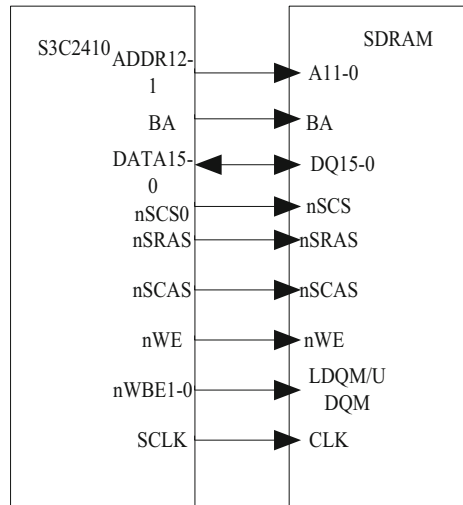 S3C2410
SDRAM
ADDR12-
1
A11-0
BA
BA
DATA15-
0
DQ15-0
nSCS0
nSCS
nSRAS
nSRAS
nSCAS
nSCAS
nWE
nWE
nWBE1-0
LDQM/U
DQM
SCLK
CLK